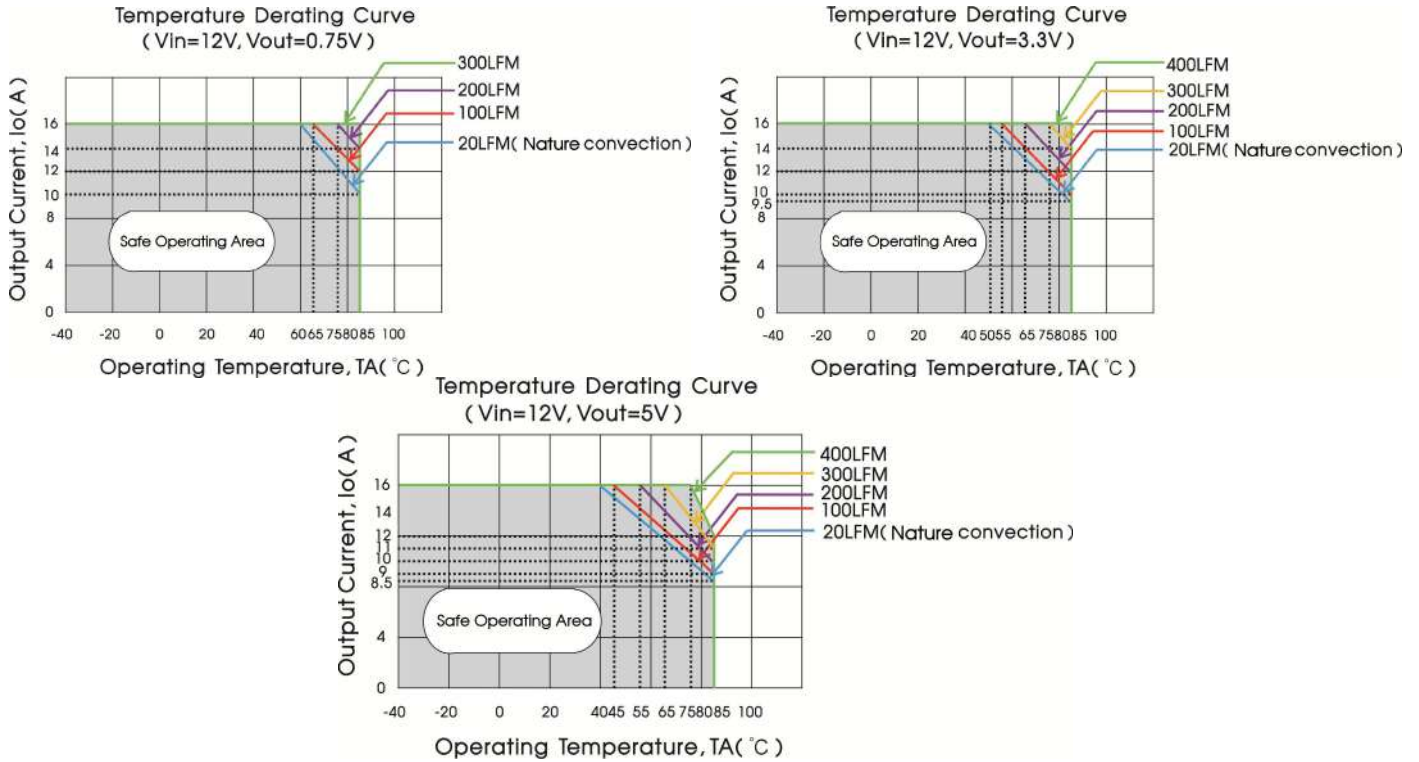 Temperature Derating Curve
( Vin=12V, Vout=0.75V )
300LFM
200LFM
100LFM
20LFM( Nature convection )
Output Current, Io( A )
16
14
12
10
8
4
0
Safe Operating Area
-40 -20 0 20 40 60 65 75 80 85 100
Operating Temperature, TA( °C )
Temperature Derating Curve
( Vin=12V, Vout=3.3V )
400LFM
300LFM
200LFM
100LFM
20LFM( Nature convection )
Output Current, Io( A )
16
14
12
10
9.5
8
4
0
Safe Operating Area
-40 -20 0 20 40 50 55 65 75 80 85 100
Operating Temperature, TA( °C )
Temperature Derating Curve
( Vin=12V, Vout=5V )
400LFM
300LFM
200LFM
100LFM
20LFM( Nature convection )
Output Current, Io( A )
16
14
12
11
10
9
8.5
4
0
Safe Operating Area
-40 -20 0 20 40 45 55 65 75 80 85 100
Operating Temperature, TA( °C )